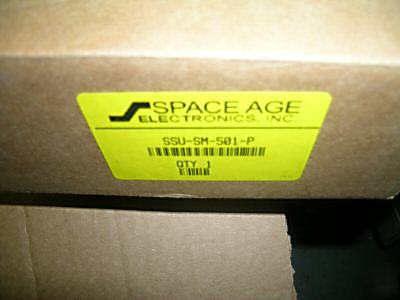 SPACE AGE
ELECTRONICS, INC.
SSU-SM-501-P
QTY 1